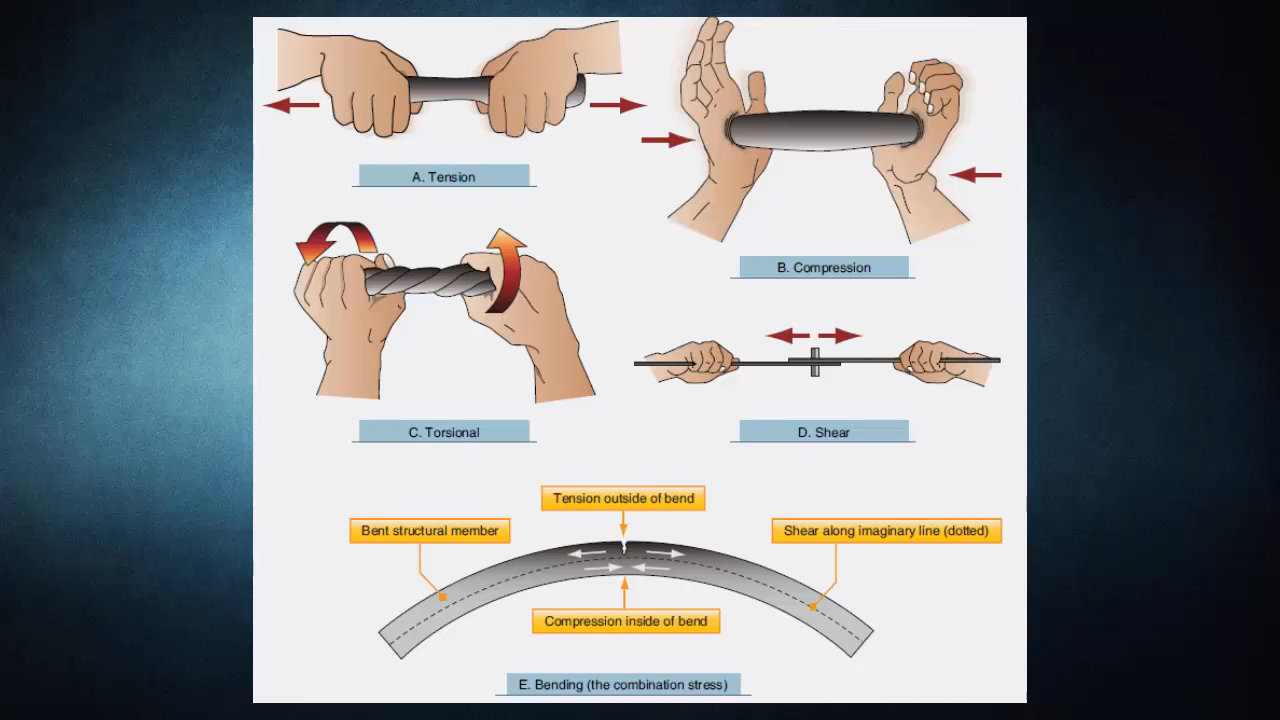 A. Tension
B. Compression
C. Torsional
D. Shear
Tension outside of bend
Bent structural member
Shear along imaginary line (dotted)
Compression inside of bend
E. Bending (the combination stress)